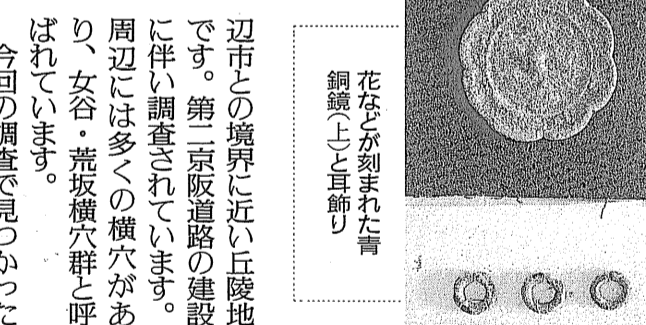 花などが刻まれた青
銅鏡(上)と耳飾り
辺市との境界に近い丘陵地
です。第二京阪道路の建設
に伴い調査されています。
周辺には多くの横穴があ
り、女谷・荒坂横穴群と呼
ばれています。
今回の調査で見つかった